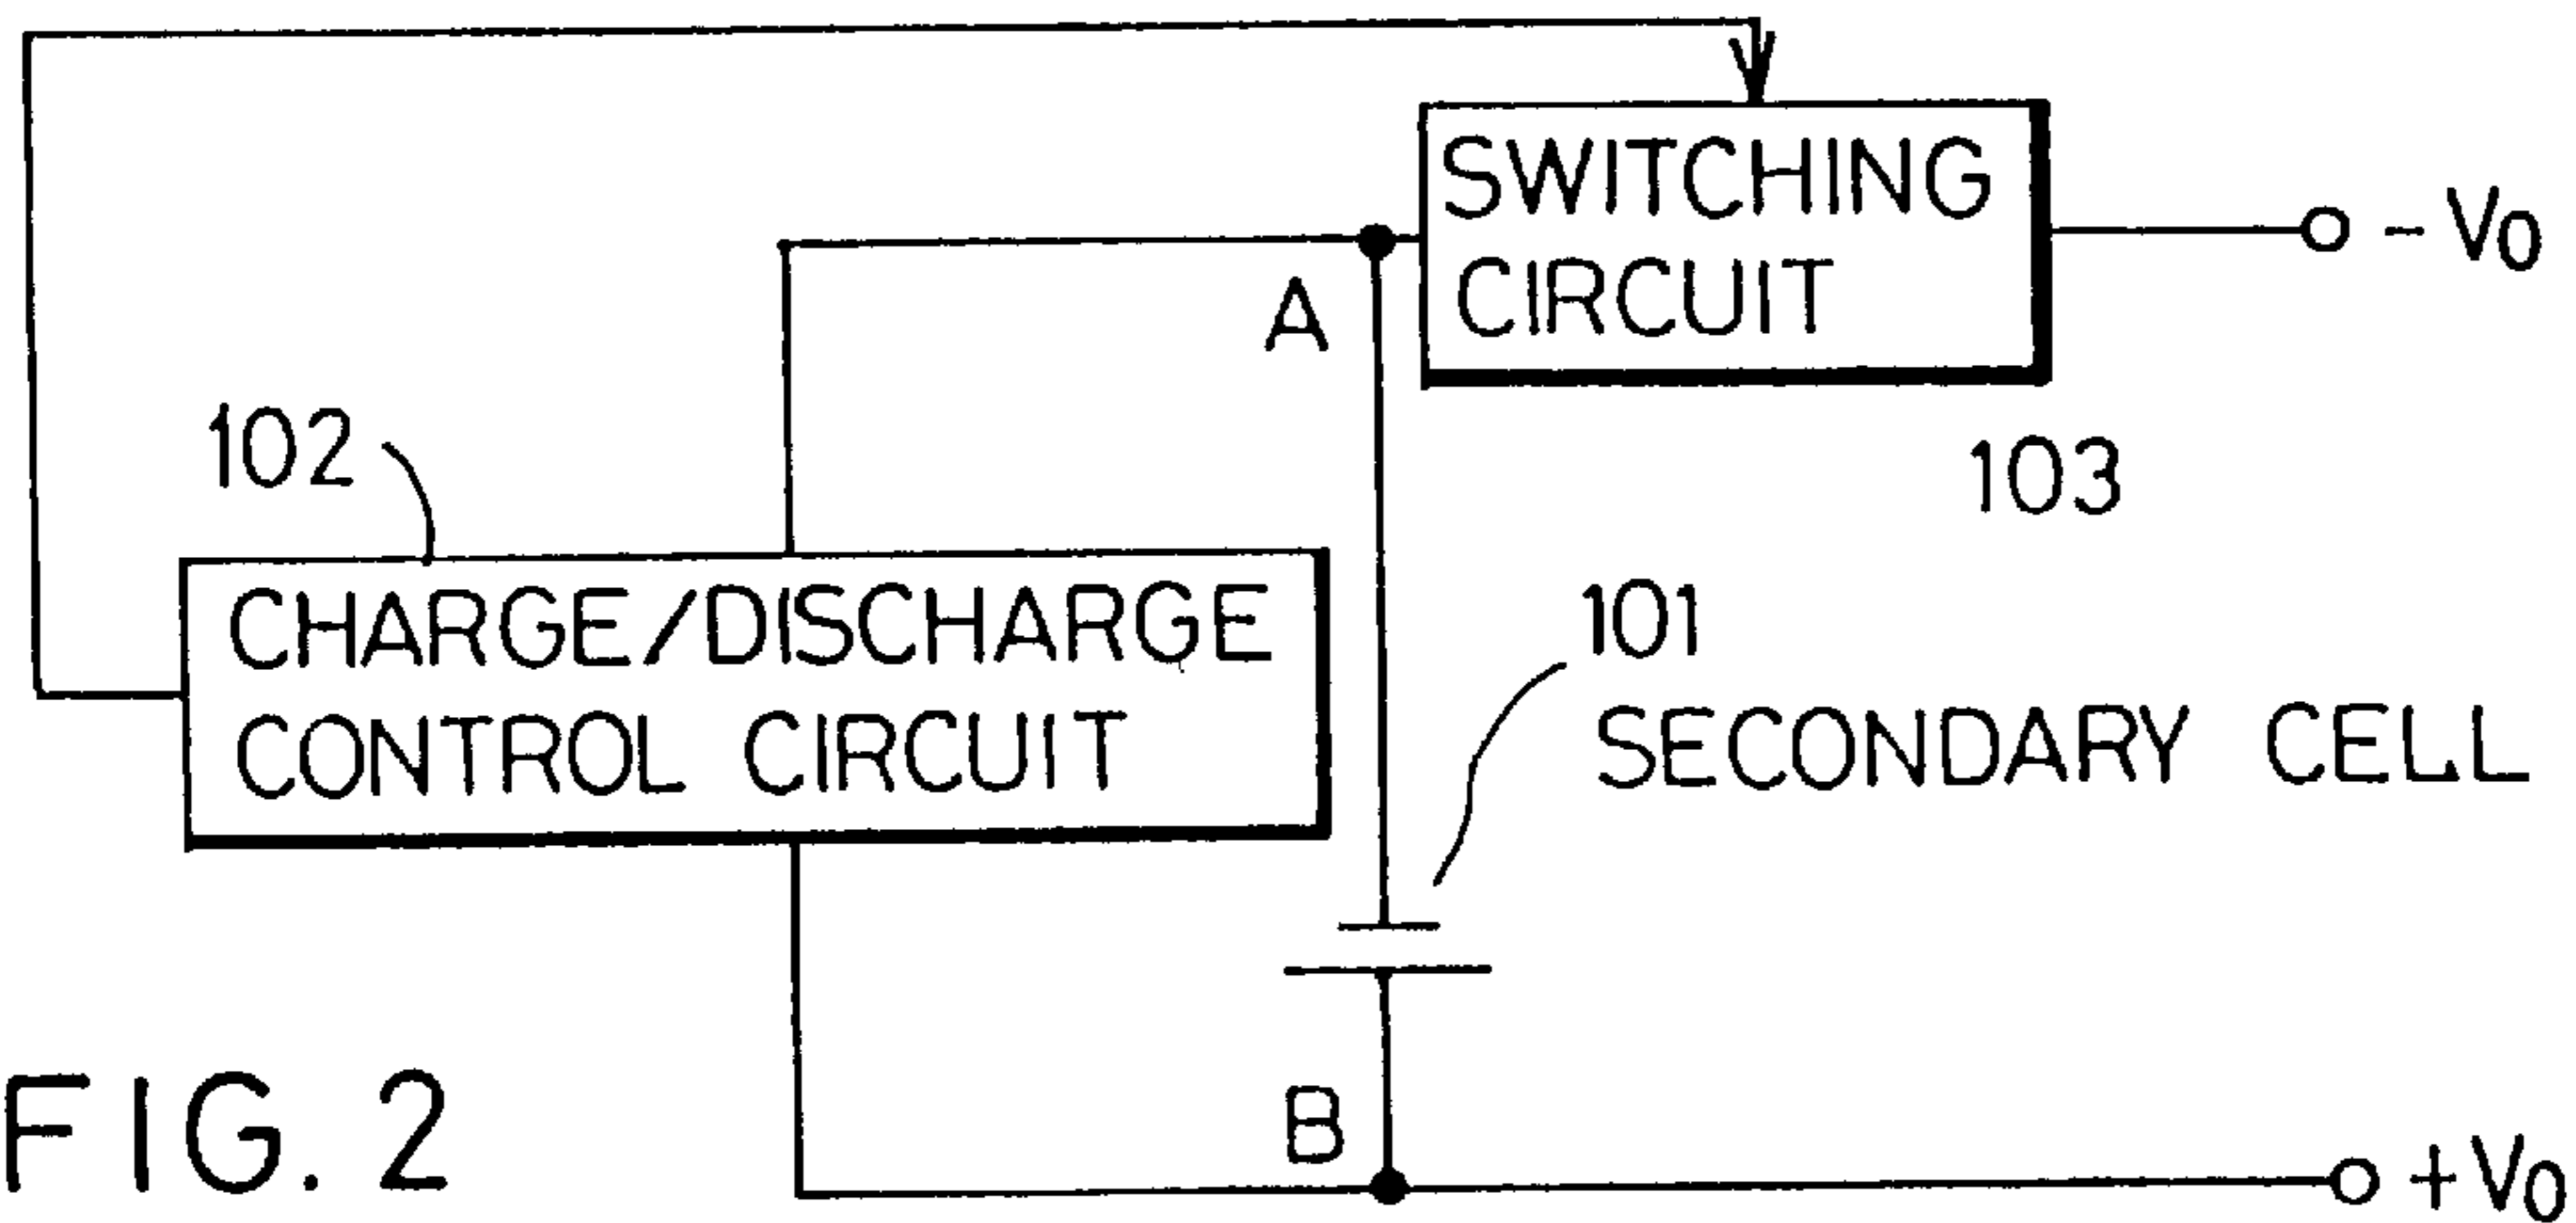 SWITCHING
CIRCUIT
- V0
A
102
103
CHARGE/DISCHARGE
CONTROL CIRCUIT
101
SECONDARY CELL
B
FIG. 2
+V0